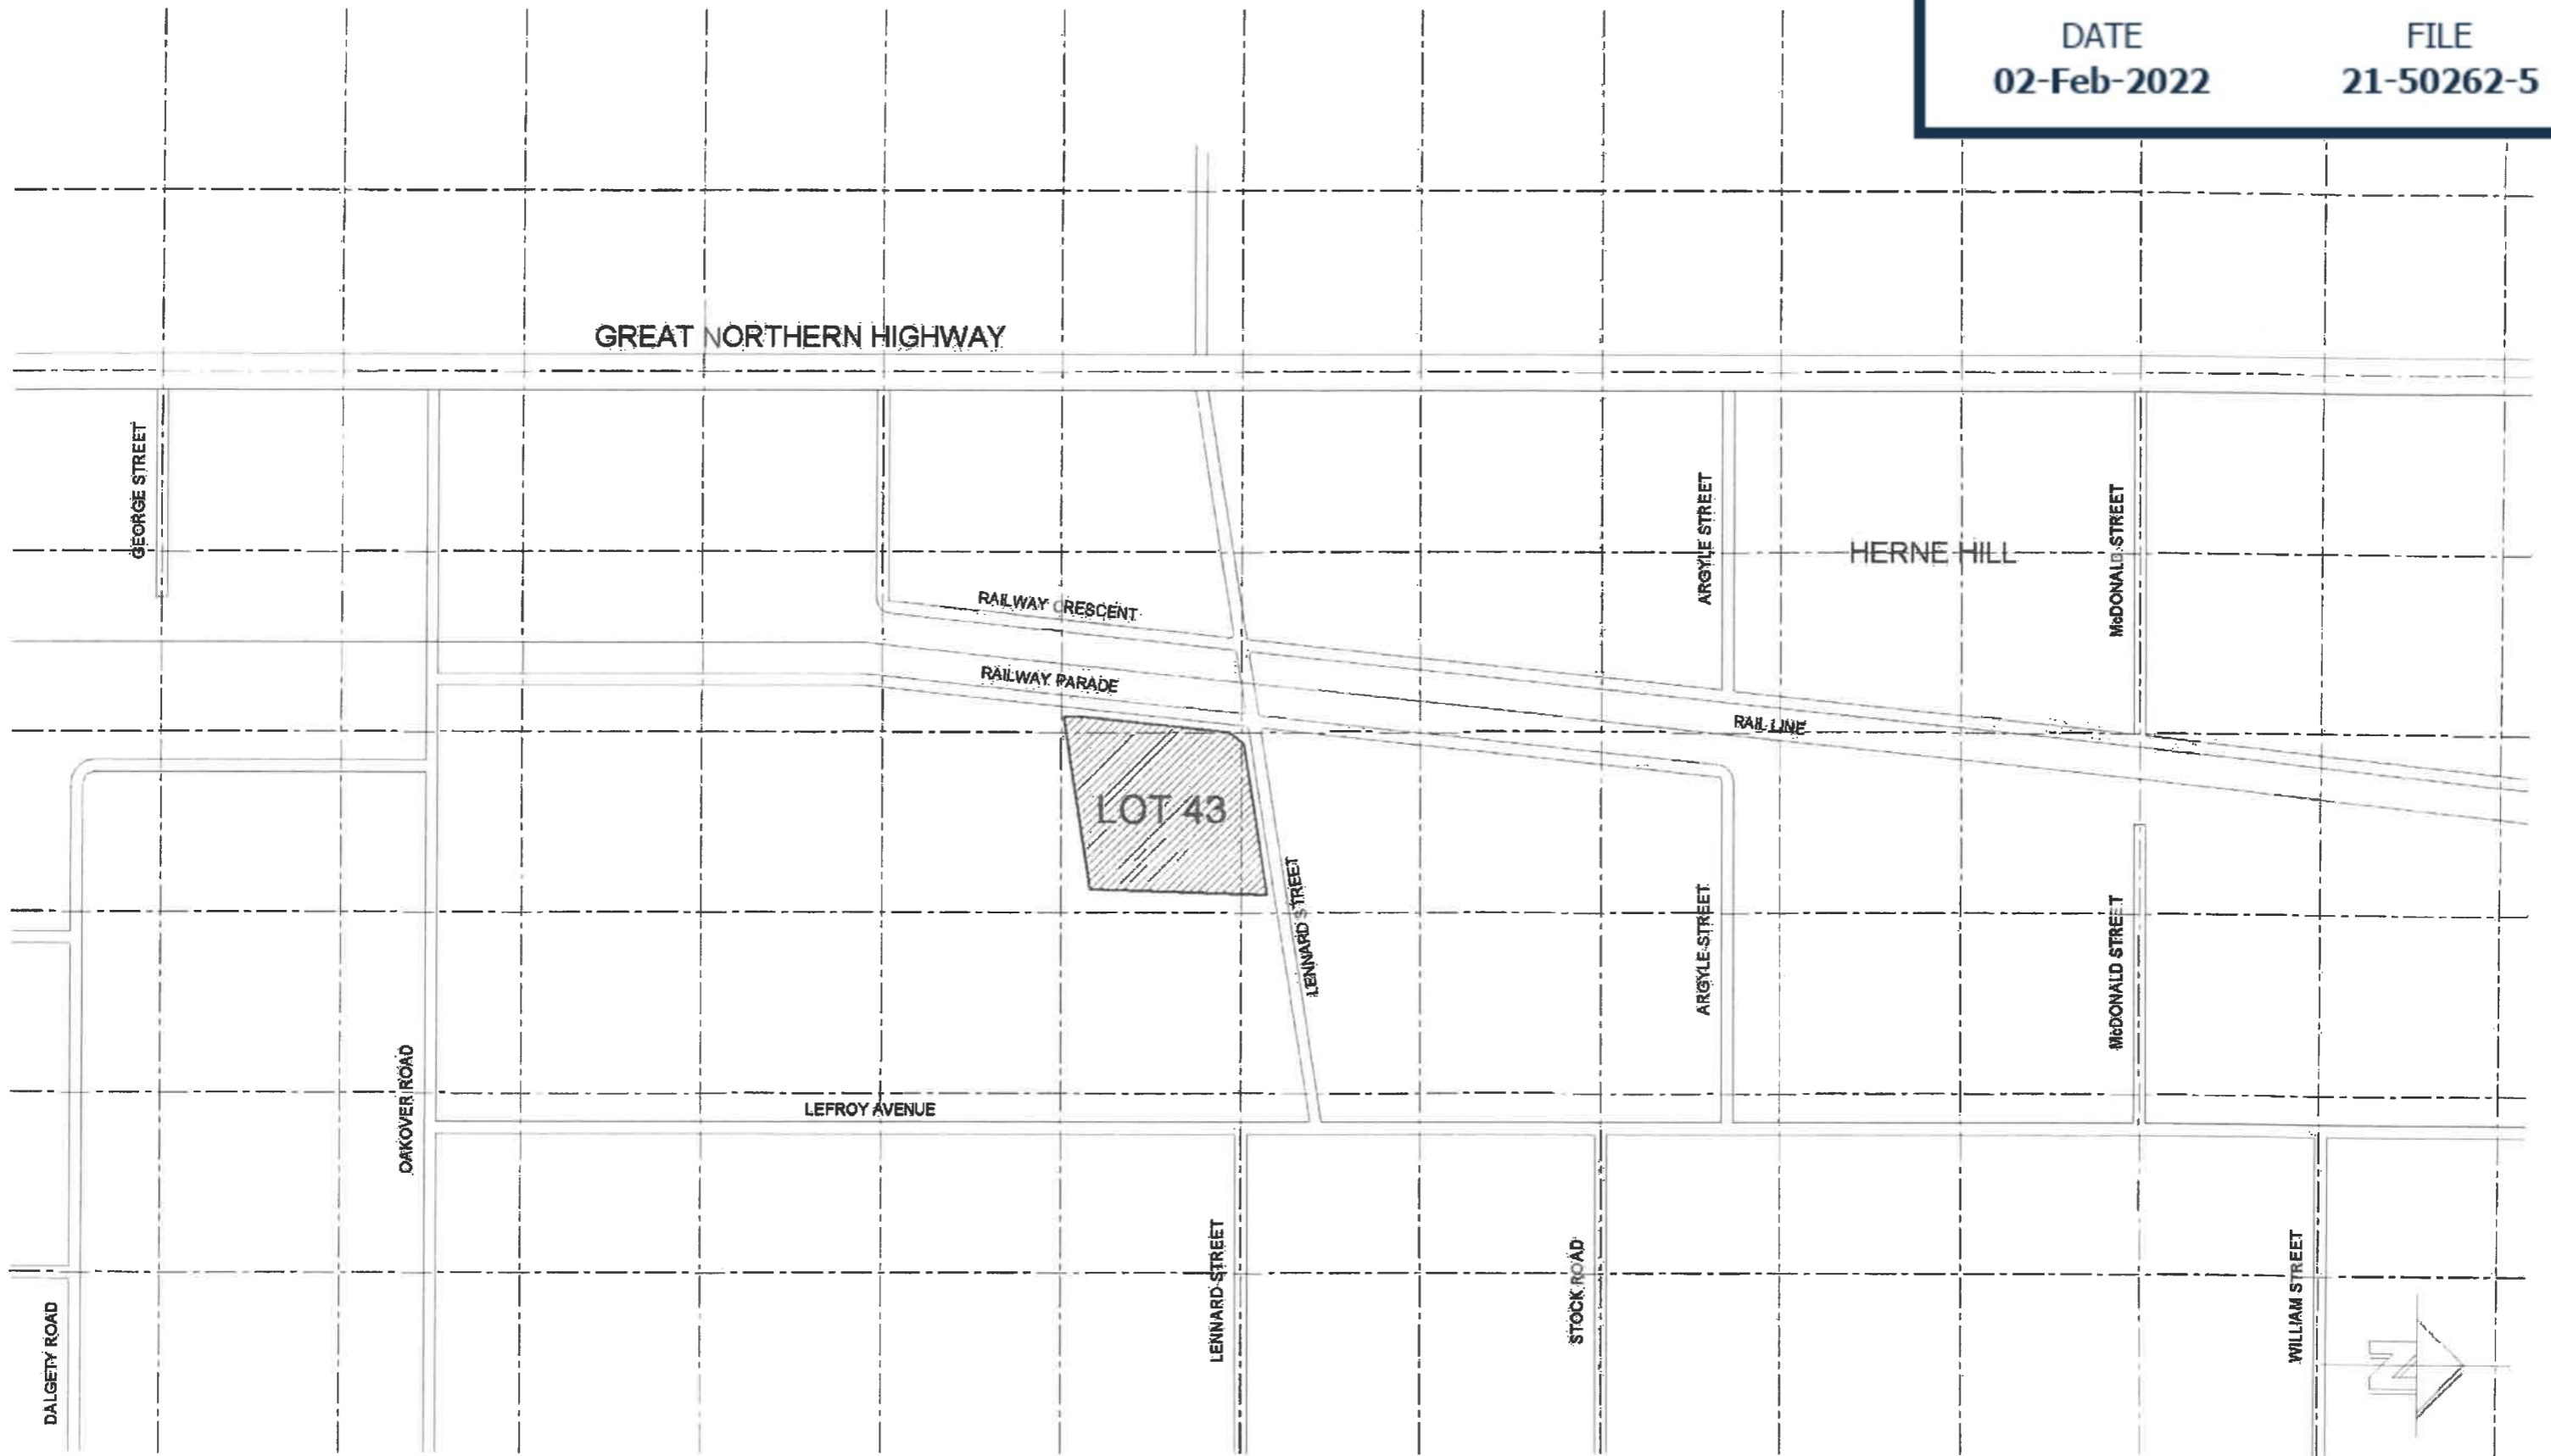 DATE FILE
02-Feb-2022 21-50262-5
GREAT NORTHERN HIGHWAY
GEORGE STREET
ARGYLE STREET
HERNE HILL
McDONALD STREET
RAILWAY CRESCENT
RAILWAY PARADE
RAIL LINE
LOT 43
LENNARD STREET
ARGYLE STREET
McDONALD STREET
OAKOVER ROAD
LEFROY AVENUE
LENNARD STREET
STOCK ROAD
WILLIAM STREET
DALGETY ROAD
N